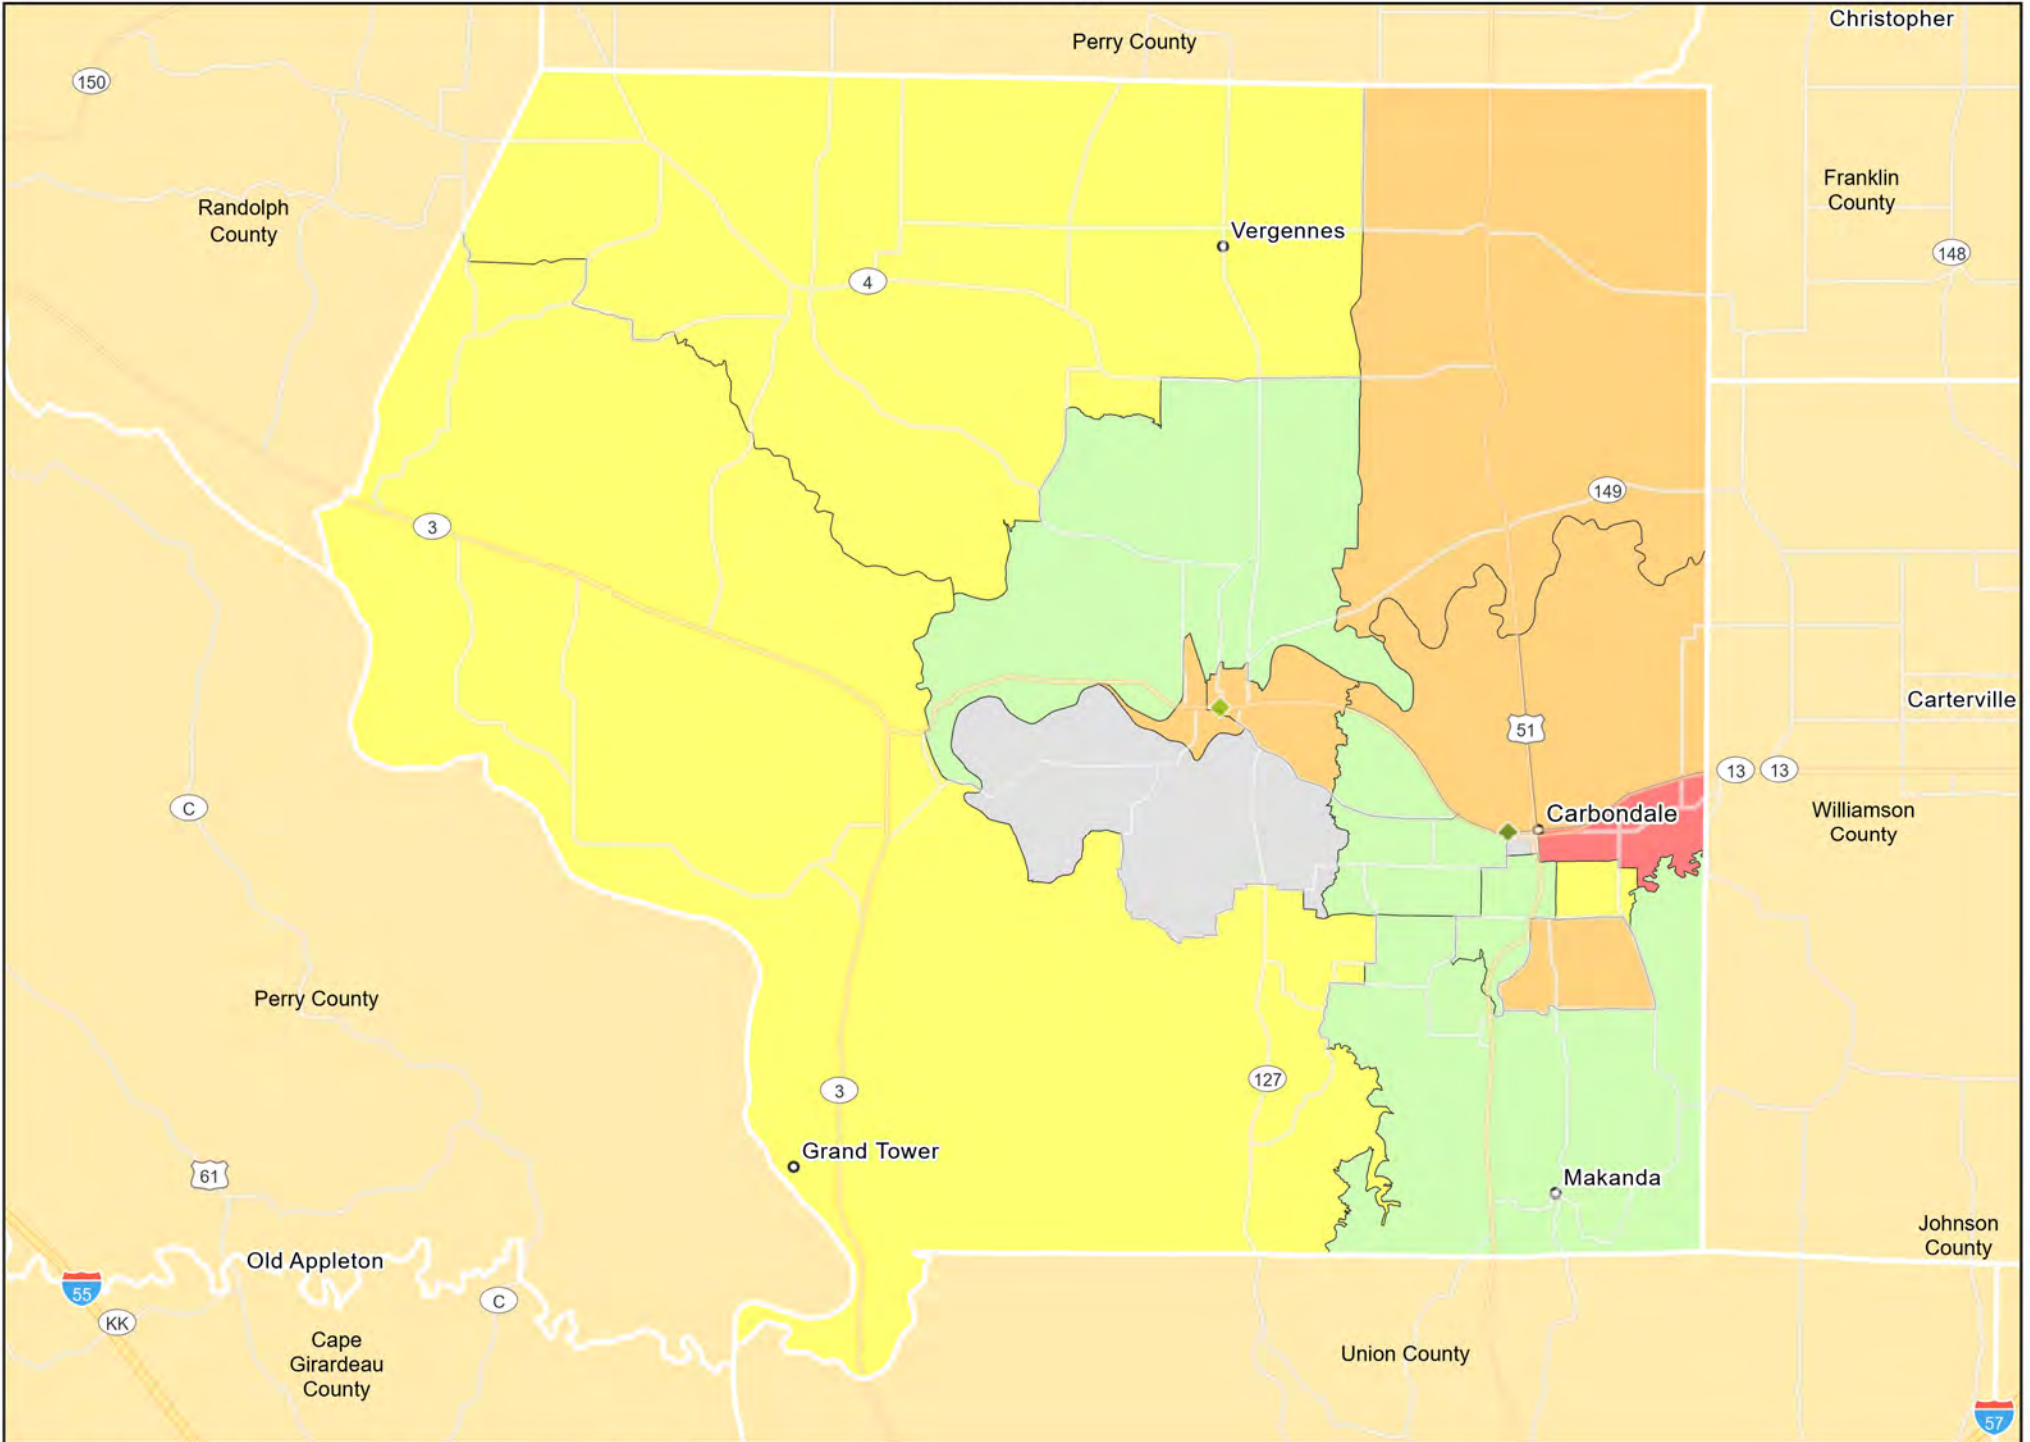 Christopher
Perry County
150
Franklin
County
Randolph
County
Vergennes
148
4
149
3
Carterville
51
13
13
C
Carbondale
Williamson
County
Perry County
127
3
Grand Tower
61
Makanda
Johnson
County
Old Appleton
55
C
KK
Cape
Girardeau
County
Union County
57